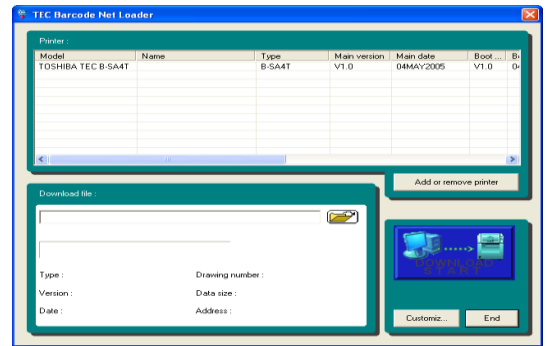 TEC Barcode Net Loader
Printer :
Model Name Type Main version Main date Boot ...
TOSHIBA TEC B-SA4T B-SA4T V1.0 04MAY2005 V1.0
Add or remove printer
Download file :
DOWNLOAD
START
Type : Drawing number :
Version : Data size :
Date : Address :
Customiz... End